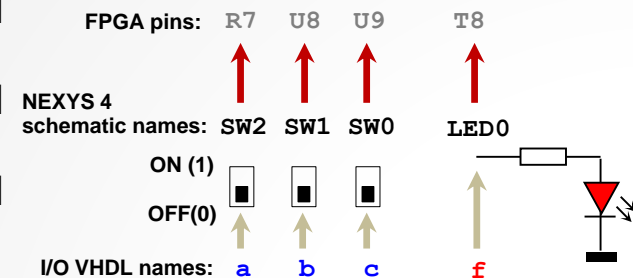 FPGA pins: R7 U8 U9 T8
NEXYS 4
schematic names: SW2 SW1 SW0 LED0
ON (1)
OFF(0)
I/O VHDL names: a b c f